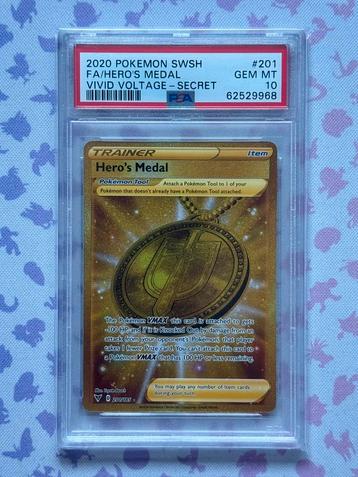 2020 POKEMON SWSH #201
FA/HERO'S MEDAL GEM MT
VIVID VOLTAGE - SECRET 10
PSA 62529968
TRAINER Item
Hero's Medal
Pokémon Tool Attach a Pokémon Tool to 1 of your
Pokémon that doesn't already have a Pokémon Tool attached.
The Pokémon VMAX this card is attached to gets
-100 HP, and if it is Knocked Out by damage from an
attack from your opponent's Pokémon, that player
takes 1 fewer Prize card. You can't attach this card to
a Pokémon VMAX that has 100 HP or less remaining.
You may play any number of Item cards
during your turn.
201/185